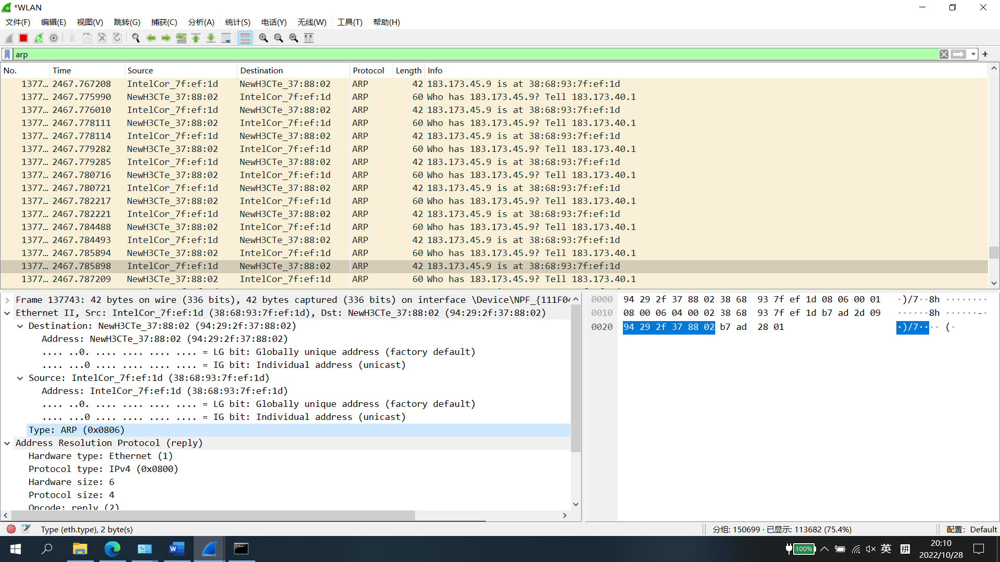 *WLAN
文件(F) 编辑(E) 视图(V) 跳转(G) 捕获(C) 分析(A) 统计(S) 电话(Y) 无线(W) 工具(T) 帮助(H)
arp
No. Time Source Destination Protocol Length Info
1377… 2467.767208 IntelCor_7f:ef:1d NewH3CTe_37:88:02 ARP 42 183.173.45.9 is at 38:68:93:7f:ef:1d
1377… 2467.775990 NewH3CTe_37:88:02 IntelCor_7f:ef:1d ARP 60 Who has 183.173.45.9? Tell 183.173.40.1
1377… 2467.776010 IntelCor_7f:ef:1d NewH3CTe_37:88:02 ARP 42 183.173.45.9 is at 38:68:93:7f:ef:1d
1377… 2467.778111 NewH3CTe_37:88:02 IntelCor_7f:ef:1d ARP 60 Who has 183.173.45.9? Tell 183.173.40.1
1377… 2467.778114 IntelCor_7f:ef:1d NewH3CTe_37:88:02 ARP 42 183.173.45.9 is at 38:68:93:7f:ef:1d
1377… 2467.779282 NewH3CTe_37:88:02 IntelCor_7f:ef:1d ARP 60 Who has 183.173.45.9? Tell 183.173.40.1
1377… 2467.779285 IntelCor_7f:ef:1d NewH3CTe_37:88:02 ARP 42 183.173.45.9 is at 38:68:93:7f:ef:1d
1377… 2467.780716 NewH3CTe_37:88:02 IntelCor_7f:ef:1d ARP 60 Who has 183.173.45.9? Tell 183.173.40.1
1377… 2467.780721 IntelCor_7f:ef:1d NewH3CTe_37:88:02 ARP 42 183.173.45.9 is at 38:68:93:7f:ef:1d
1377… 2467.782217 NewH3CTe_37:88:02 IntelCor_7f:ef:1d ARP 60 Who has 183.173.45.9? Tell 183.173.40.1
1377… 2467.782221 IntelCor_7f:ef:1d NewH3CTe_37:88:02 ARP 42 183.173.45.9 is at 38:68:93:7f:ef:1d
1377… 2467.784488 NewH3CTe_37:88:02 IntelCor_7f:ef:1d ARP 60 Who has 183.173.45.9? Tell 183.173.40.1
1377… 2467.784493 IntelCor_7f:ef:1d NewH3CTe_37:88:02 ARP 42 183.173.45.9 is at 38:68:93:7f:ef:1d
1377… 2467.785894 NewH3CTe_37:88:02 IntelCor_7f:ef:1d ARP 60 Who has 183.173.45.9? Tell 183.173.40.1
1377… 2467.785898 IntelCor_7f:ef:1d NewH3CTe_37:88:02 ARP 42 183.173.45.9 is at 38:68:93:7f:ef:1d
1377… 2467.787209 NewH3CTe_37:88:02 IntelCor_7f:ef:1d ARP 60 Who has 183.173.45.9? Tell 183.173.40.1
Frame 137743: 42 bytes on wire (336 bits), 42 bytes captured (336 bits) on interface \Device\NPF_{111F04
Ethernet II, Src: IntelCor_7f:ef:1d (38:68:93:7f:ef:1d), Dst: NewH3CTe_37:88:02 (94:29:2f:37:88:02)
Destination: NewH3CTe_37:88:02 (94:29:2f:37:88:02)
Address: NewH3CTe_37:88:02 (94:29:2f:37:88:02)
.... ..0. .... .... .... .... = LG bit: Globally unique address (factory default)
.... ...0 .... .... .... .... = IG bit: Individual address (unicast)
Source: IntelCor_7f:ef:1d (38:68:93:7f:ef:1d)
Address: IntelCor_7f:ef:1d (38:68:93:7f:ef:1d)
.... ..0. .... .... .... .... = LG bit: Globally unique address (factory default)
.... ...0 .... .... .... .... = IG bit: Individual address (unicast)
Type: ARP (0x0806)
Address Resolution Protocol (reply)
Hardware type: Ethernet (1)
Protocol type: IPv4 (0x0800)
Hardware size: 6
Protocol size: 4
Opcode: reply (2)
0000 94 29 2f 37 88 02 38 68 93 7f ef 1d 08 06 00 01 ·)/7··8h ········
0010 08 00 06 04 00 02 38 68 93 7f ef 1d b7 ad 2d 09 ······8h ······-·
0020 94 29 2f 37 88 02 b7 ad 28 01 ·)/7···· (·
Type (eth.type), 2 byte(s)
分组: 150699 · 已显示: 113682 (75.4%)
配置: Default
100%
英
拼
20:10
2022/10/28